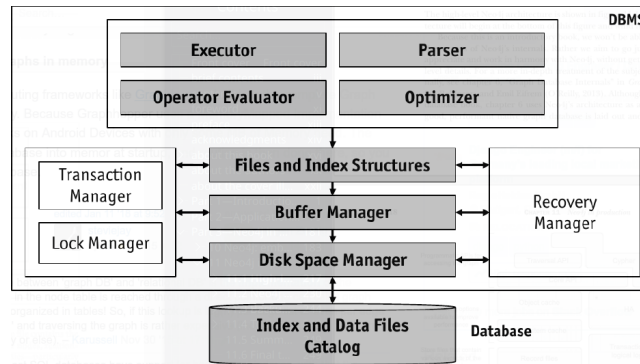 DBMS
Executor
Parser
Operator Evaluator
Optimizer
Files and Index Structures
Transaction
Manager
Buffer Manager
Recovery
Manager
Lock Manager
Disk Space Manager
Index and Data Files
Catalog
Database